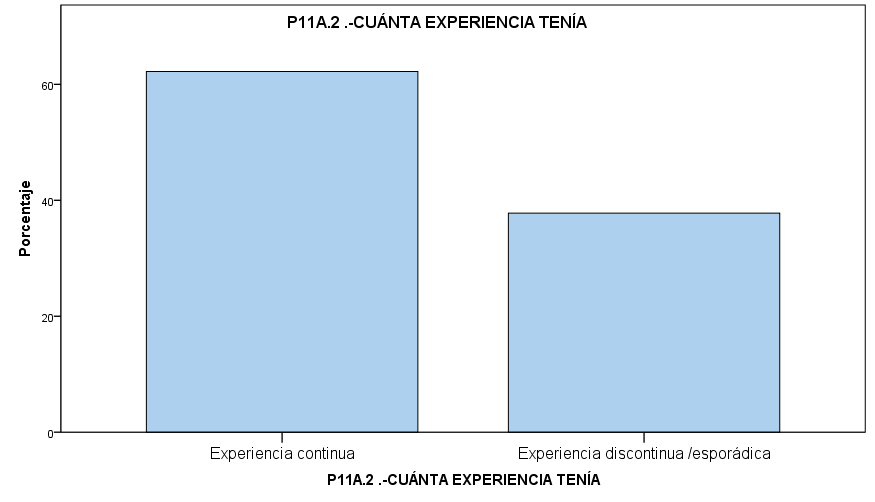 P11A.2 .-CUÁNTA EXPERIENCIA TENÍA
60
40
20
0
Porcentaje
Experiencia continua
Experiencia discontinua /esporádica
P11A.2 .-CUÁNTA EXPERIENCIA TENÍA